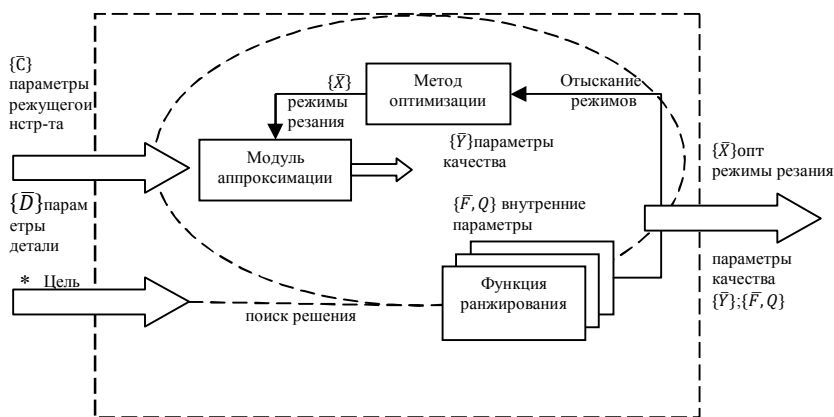 {C̅}
параметры
режущегои
нстр-та
{D̅}парам
етры
детали
* Цель
{X̅}
режимы
резания
Метод
оптимизации
Отыскание
режимов
Модуль
аппроксимации
{Y̅}параметры
качества
{F̅, Q} внутренние
параметры
Функция
ранжирования
поиск решения
{X̅}опт
режимы резания
параметры
качества
{Y̅};{F̅, Q}